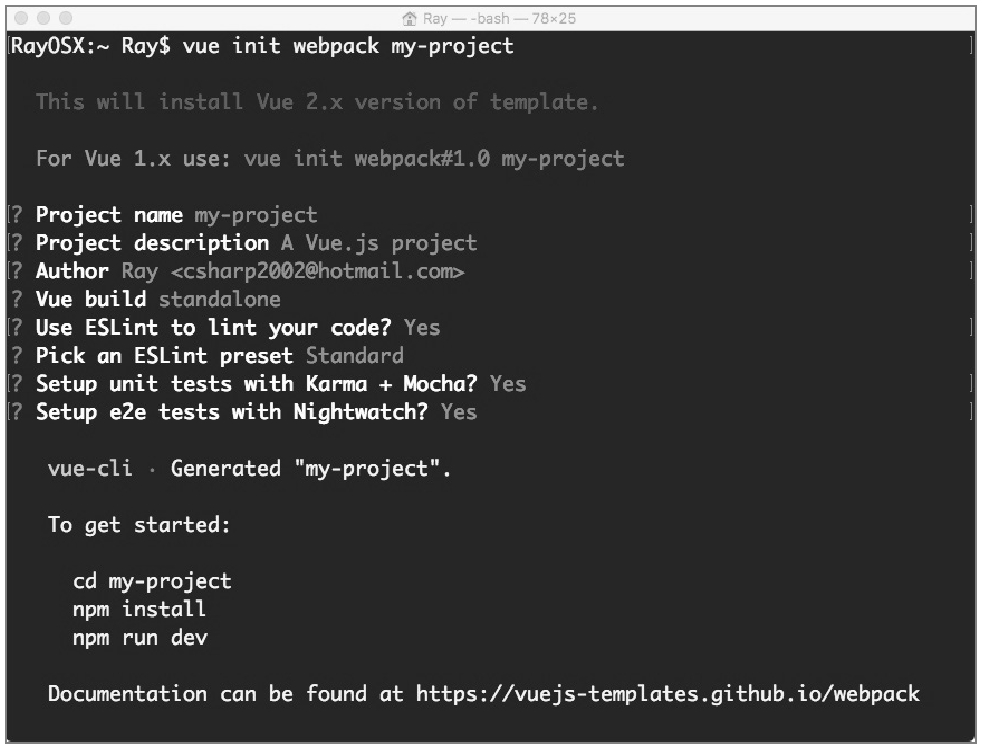 Ray — -bash — 78×25
RayOSX:~ Ray$ vue init webpack my-project
This will install Vue 2.x version of template.
For Vue 1.x use: vue init webpack#1.0 my-project
? Project name my-project
? Project description A Vue.js project
? Author Ray <csharp2002@hotmail.com>
? Vue build standalone
? Use ESLint to lint your code? Yes
? Pick an ESLint preset Standard
? Setup unit tests with Karma + Mocha? Yes
? Setup e2e tests with Nightwatch? Yes
vue-cli · Generated "my-project".
To get started:
cd my-project
npm install
npm run dev
Documentation can be found at https://vuejs-templates.github.io/webpack